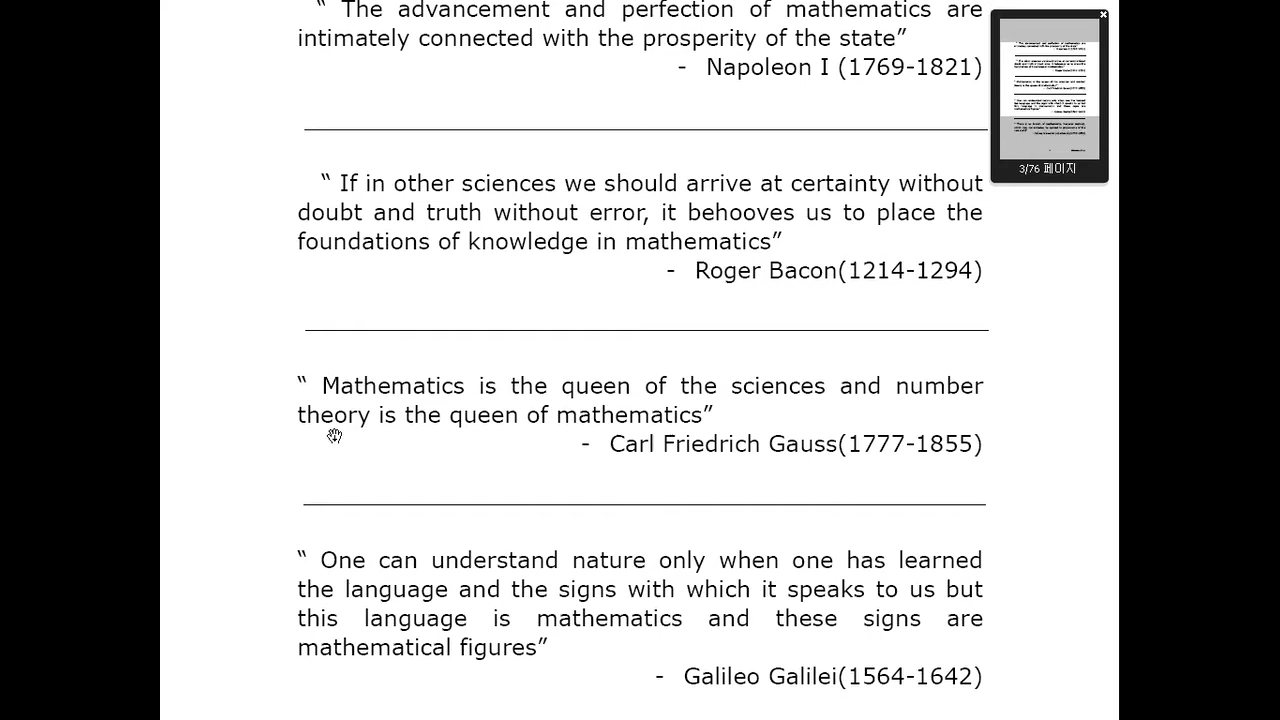 “ The advancement and perfection of mathematics are
intimately connected with the prosperity of the state”
- Napoleon I (1769-1821)
“ If in other sciences we should arrive at certainty without
doubt and truth without error, it behooves us to place the
foundations of knowledge in mathematics”
- Roger Bacon(1214-1294)
“ Mathematics is the queen of the sciences and number
theory is the queen of mathematics”
- Carl Friedrich Gauss(1777-1855)
“ One can understand nature only when one has learned
the language and the signs with which it speaks to us but
this language is mathematics and these signs are
mathematical figures”
- Galileo Galilei(1564-1642)
3/76 페이지